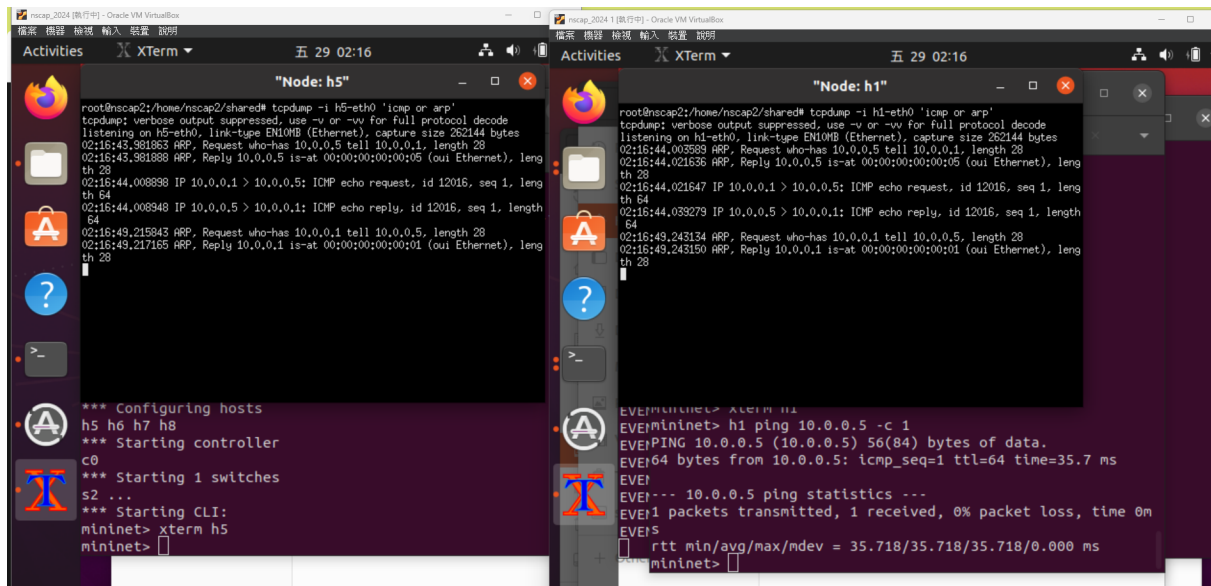 nscap_2024 [執行中] - Oracle VM VirtualBox
檔案 機器 檢視 輸入 裝置 說明
Activities XTerm 五 29 02:16
"Node: h5"
root@nscap2:/home/nscap2/shared# tcpdump -i h5-eth0 'icmp or arp'
tcpdump: verbose output suppressed, use -v or -vv for full protocol decode
listening on h5-eth0, link-type EN10MB (Ethernet), capture size 262144 bytes
02:16:43.981863 ARP, Request who-has 10.0.0.5 tell 10.0.0.1, length 28
02:16:43.981888 ARP, Reply 10.0.0.5 is-at 00:00:00:00:00:05 (oui Ethernet), leng
th 28
02:16:44.008898 IP 10.0.0.1 > 10.0.0.5: ICMP echo request, id 12016, seq 1, leng
th 64
02:16:44.008948 IP 10.0.0.5 > 10.0.0.1: ICMP echo reply, id 12016, seq 1, length
64
02:16:49.215843 ARP, Request who-has 10.0.0.1 tell 10.0.0.5, length 28
02:16:49.217165 ARP, Reply 10.0.0.1 is-at 00:00:00:00:00:01 (oui Ethernet), leng
th 28
*** Configuring hosts
h5 h6 h7 h8
*** Starting controller
c0
*** Starting 1 switches
s2 ...
*** Starting CLI:
mininet> xterm h5
mininet>
nscap_2024 1 [執行中] - Oracle VM VirtualBox
檔案 機器 檢視 輸入 裝置 說明
Activities XTerm 五 29 02:16
"Node: h1"
root@nscap2:/home/nscap2/shared# tcpdump -i h1-eth0 'icmp or arp'
tcpdump: verbose output suppressed, use -v or -vv for full protocol decode
listening on h1-eth0, link-type EN10MB (Ethernet), capture size 262144 bytes
02:16:44.003589 ARP, Request who-has 10.0.0.5 tell 10.0.0.1, length 28
02:16:44.021636 ARP, Reply 10.0.0.5 is-at 00:00:00:00:00:05 (oui Ethernet), leng
th 28
02:16:44.021647 IP 10.0.0.1 > 10.0.0.5: ICMP echo request, id 12016, seq 1, leng
th 64
02:16:44.039279 IP 10.0.0.5 > 10.0.0.1: ICMP echo reply, id 12016, seq 1, length
64
02:16:49.243134 ARP, Request who-has 10.0.0.1 tell 10.0.0.5, length 28
02:16:49.243150 ARP, Reply 10.0.0.1 is-at 00:00:00:00:00:01 (oui Ethernet), leng
th 28
mininet> xterm h1
mininet> h1 ping 10.0.0.5 -c 1
PING 10.0.0.5 (10.0.0.5) 56(84) bytes of data.
64 bytes from 10.0.0.5: icmp_seq=1 ttl=64 time=35.7 ms
--- 10.0.0.5 ping statistics ---
1 packets transmitted, 1 received, 0% packet loss, time 0m
s
rtt min/avg/max/mdev = 35.718/35.718/35.718/0.000 ms
mininet>